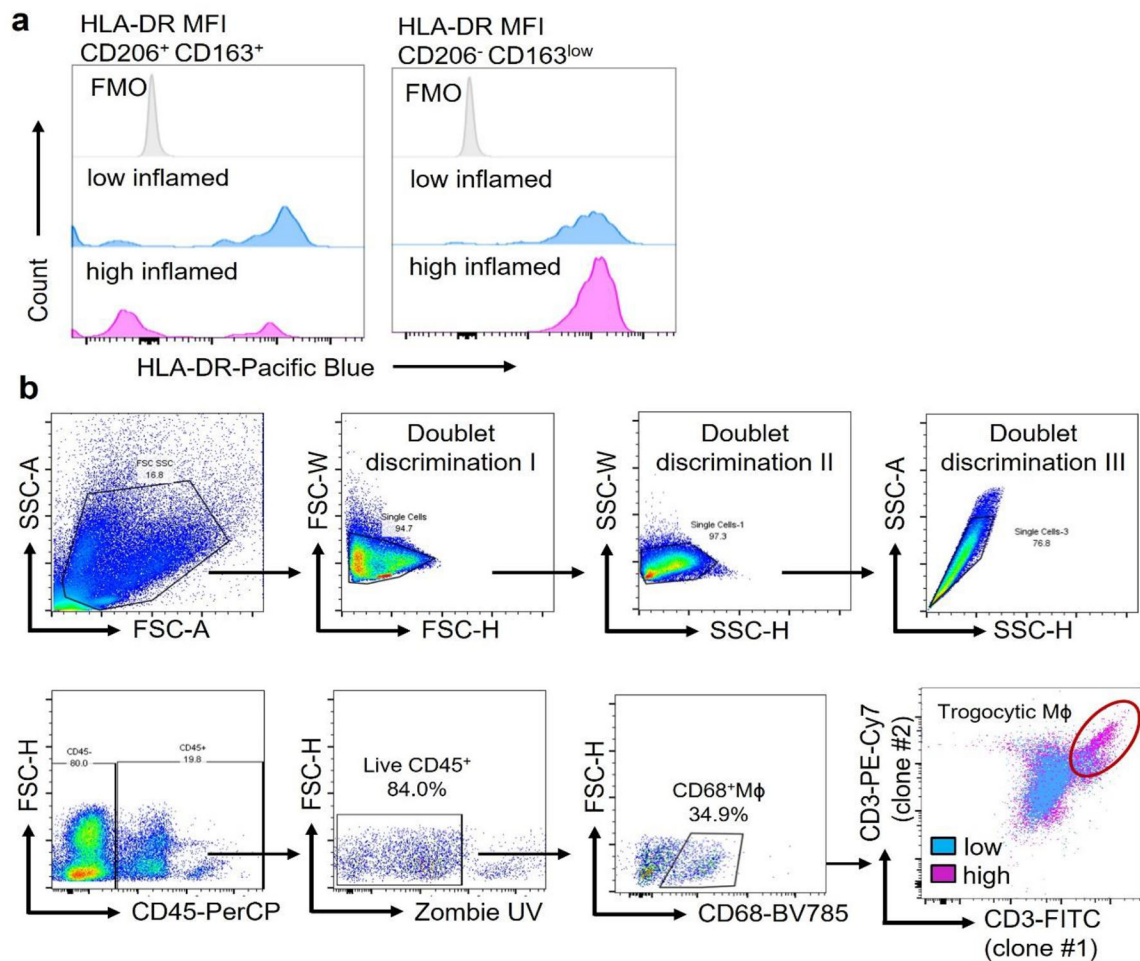 a
HLA-DR MFI
CD206⁺ CD163⁺
FMO
low inflamed
high inflamed
HLA-DR MFI
CD206⁻ CD163ˡᵒʷ
FMO
low inflamed
high inflamed
Count
HLA-DR-Pacific Blue
b
SSC-A
FSC SSC
16.8
FSC-A
FSC-W
Doublet
discrimination I
Single Cells
94.7
FSC-H
SSC-W
Doublet
discrimination II
Single Cells-1
97.3
SSC-H
SSC-A
Doublet
discrimination III
Single Cells-3
76.8
SSC-H
FSC-H
CD45-
80.0
CD45+
19.8
CD45-PerCP
FSC-H
Live CD45⁺
84.0%
Zombie UV
FSC-H
CD68⁺Mϕ
34.9%
CD68-BV785
CD3-PE-Cy7
(clone #2)
Trogocytic Mϕ
low
high
CD3-FITC
(clone #1)